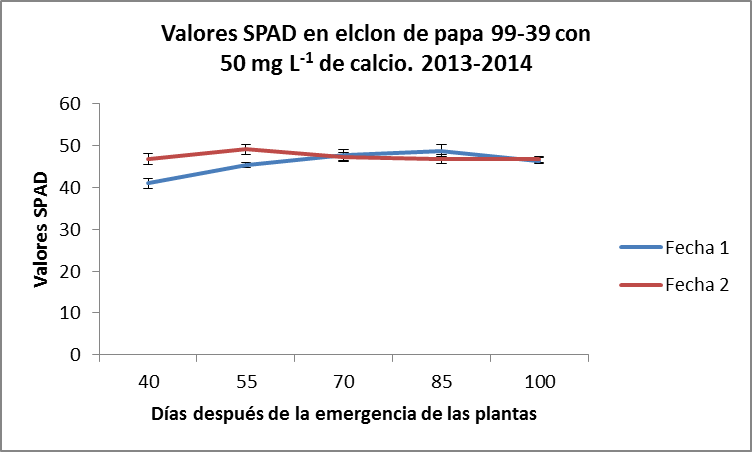 Valores SPAD en elclon de papa 99-39 con
50 mg L-1 de calcio. 2013-2014
60
50
40
30
20
10
0
Valores SPAD
40 55 70 85 100
Días después de la emergencia de las plantas
Fecha 1
Fecha 2